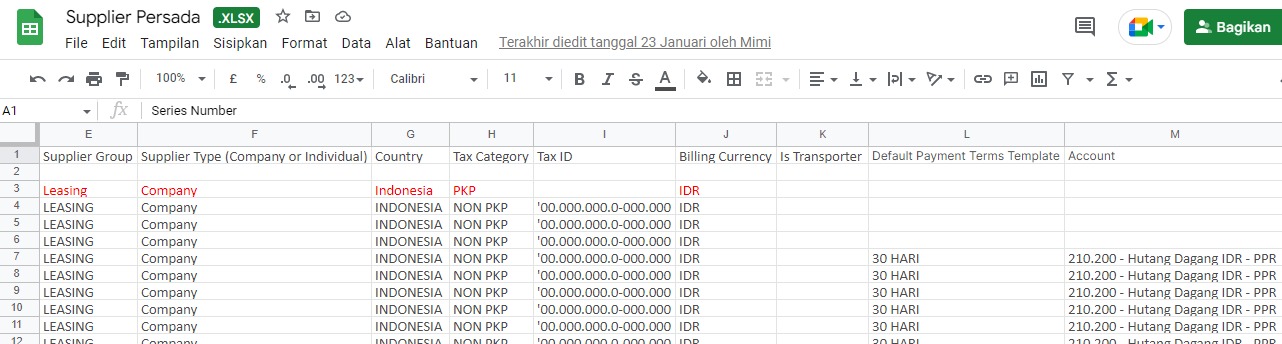 Supplier Persada .XLSX
File Edit Tampilan Sisipkan Format Data Alat Bantuan Terakhir diedit tanggal 23 Januari oleh Mimi
Bagikan
100% £ % .0 .00 123 Calibri 11 B I S A Σ
A1 fx Series Number
E F G H I J K L M
1 Supplier Group Supplier Type (Company or Individual) Country Tax Category Tax ID Billing Currency Is Transporter Default Payment Terms Template Account
2
3 Leasing Company Indonesia PKP IDR
4 LEASING Company INDONESIA NON PKP '00.000.000.0-000.000 IDR
5 LEASING Company INDONESIA NON PKP '00.000.000.0-000.000 IDR
6 LEASING Company INDONESIA NON PKP '00.000.000.0-000.000 IDR
7 LEASING Company INDONESIA NON PKP '00.000.000.0-000.000 IDR 30 HARI 210.200 - Hutang Dagang IDR - PPR
8 LEASING Company INDONESIA NON PKP '00.000.000.0-000.000 IDR 30 HARI 210.200 - Hutang Dagang IDR - PPR
9 LEASING Company INDONESIA NON PKP '00.000.000.0-000.000 IDR 30 HARI 210.200 - Hutang Dagang IDR - PPR
10 LEASING Company INDONESIA NON PKP '00.000.000.0-000.000 IDR 30 HARI 210.200 - Hutang Dagang IDR - PPR
11 LEASING Company INDONESIA NON PKP '00.000.000.0-000.000 IDR 30 HARI 210.200 - Hutang Dagang IDR - PPR
12 LEASING Company INDONESIA NON PKP '00.000.000.0-000.000 IDR 30 HARI 210.200 - Hutang Dagang IDR - PPR